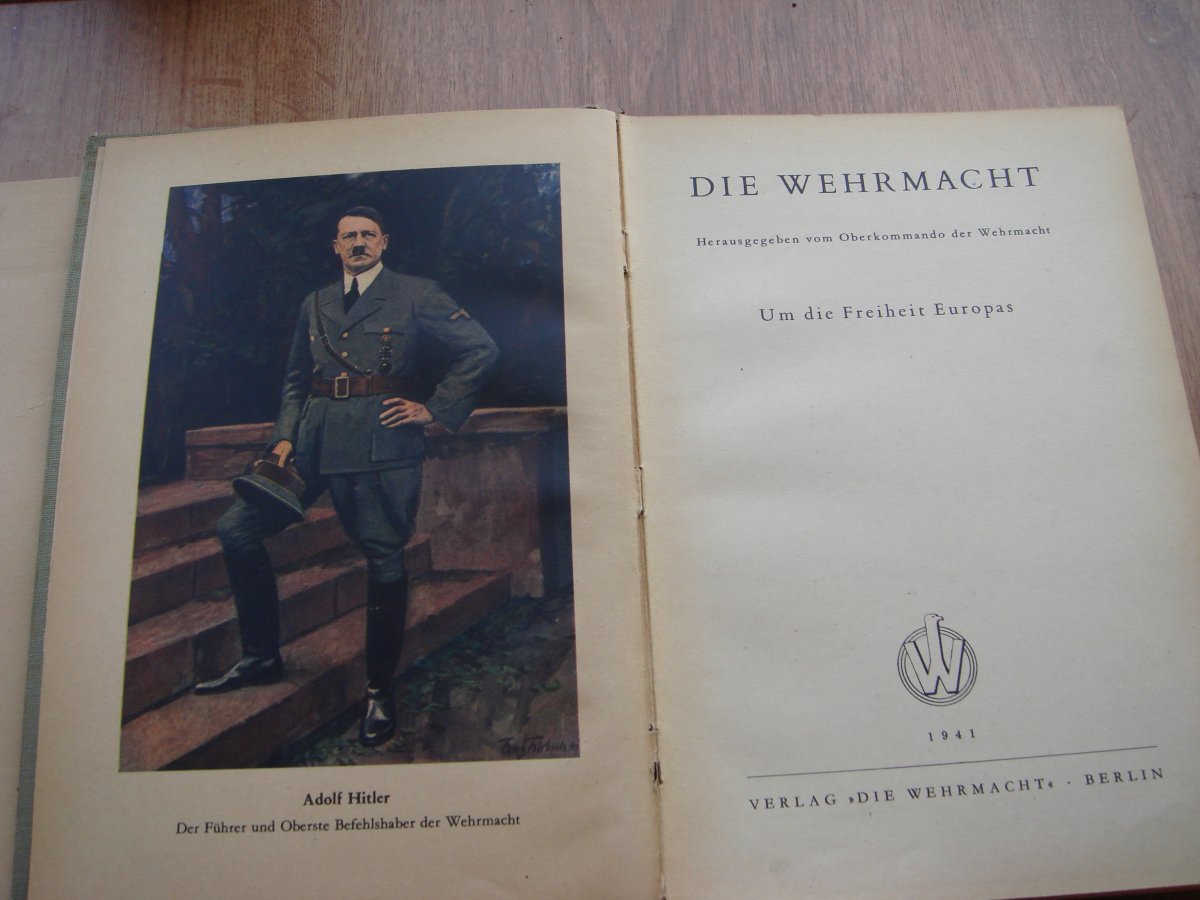 Adolf Hitler
Der Führer und Oberste Befehlshaber der Wehrmacht
DIE WEHRMACHT
Herausgegeben vom Oberkommando der Wehrmacht
Um die Freiheit Europas
W
1941
VERLAG »DIE WEHRMACHT« · BERLIN